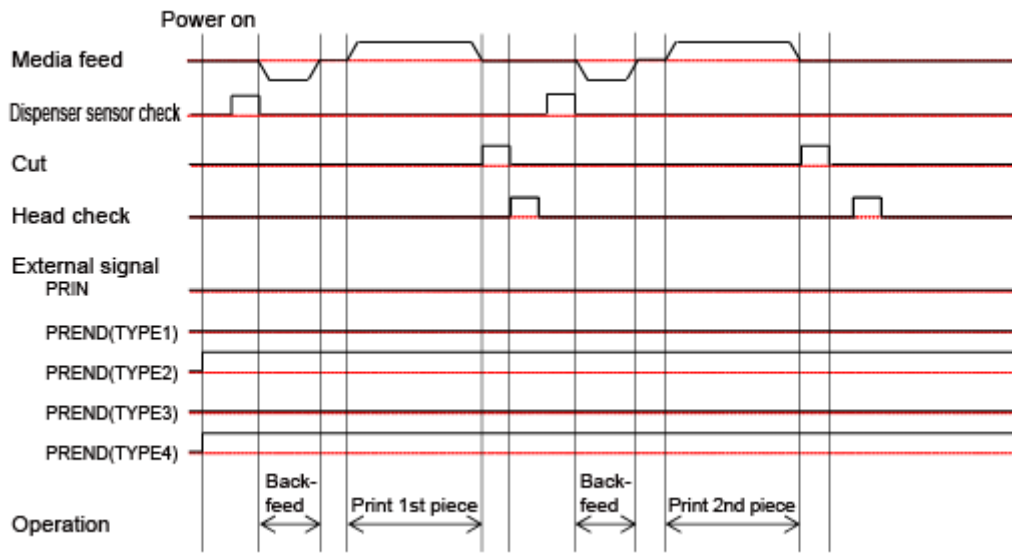 Power on
Media feed
Dispenser sensor check
Cut
Head check
External signal
PRIN
PREND(TYPE1)
PREND(TYPE2)
PREND(TYPE3)
PREND(TYPE4)
Back-
feed
Print 1st piece
Back-
feed
Print 2nd piece
Operation